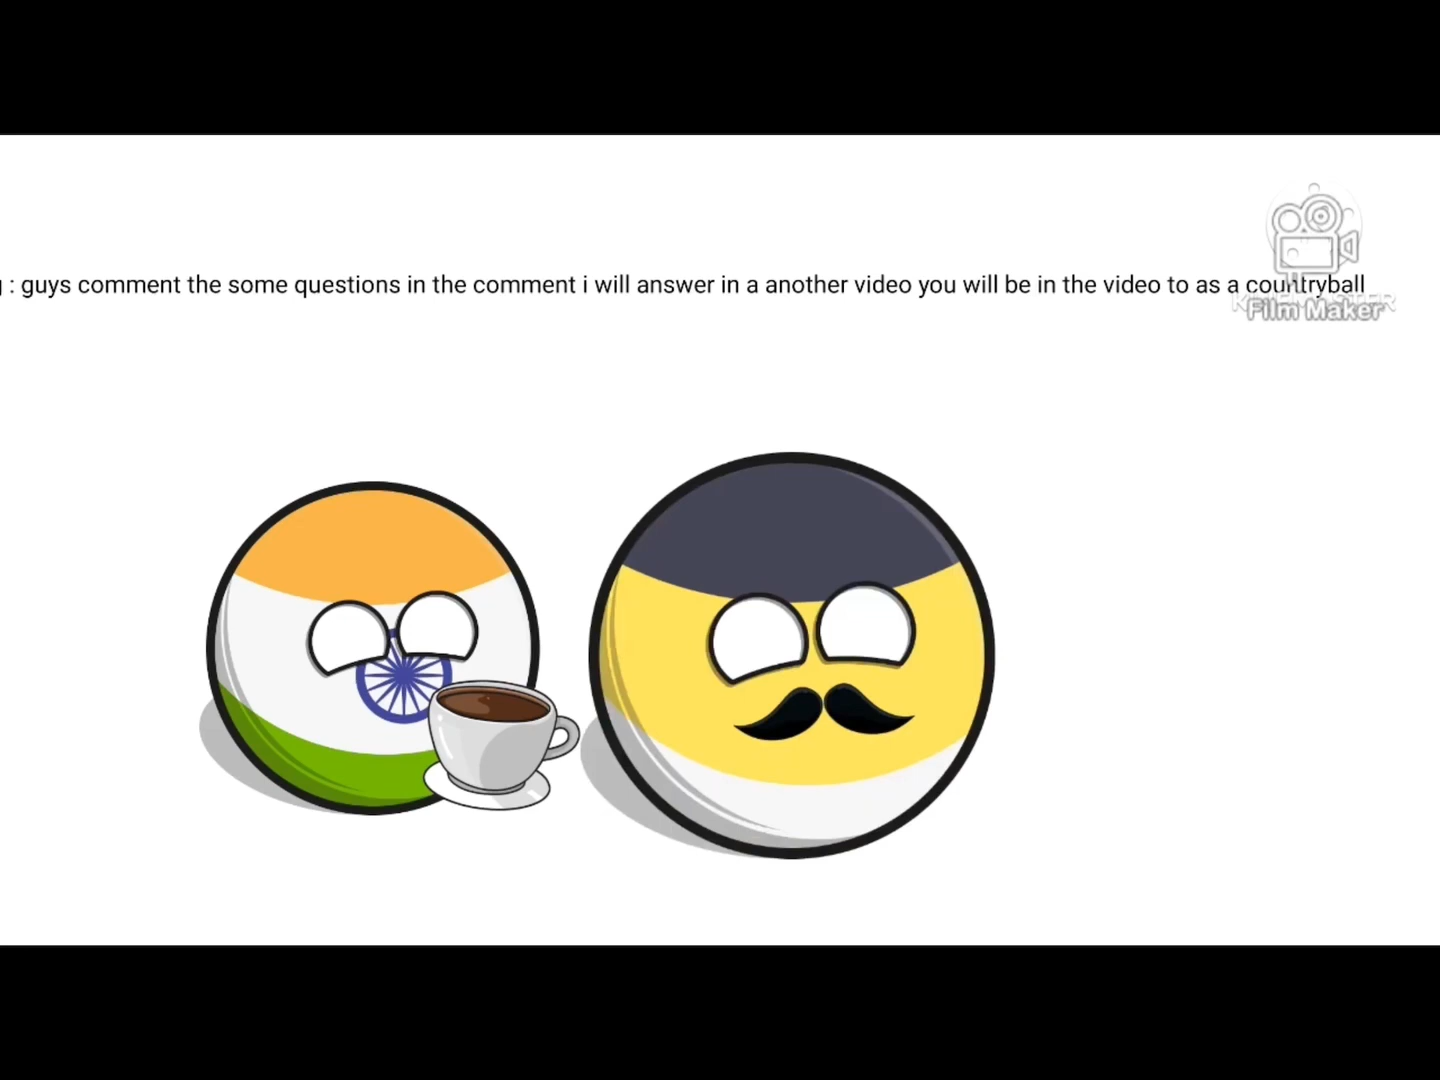 : guys comment the some questions in the comment i will answer in a another video you will be in the video to as a countryball
Film Maker